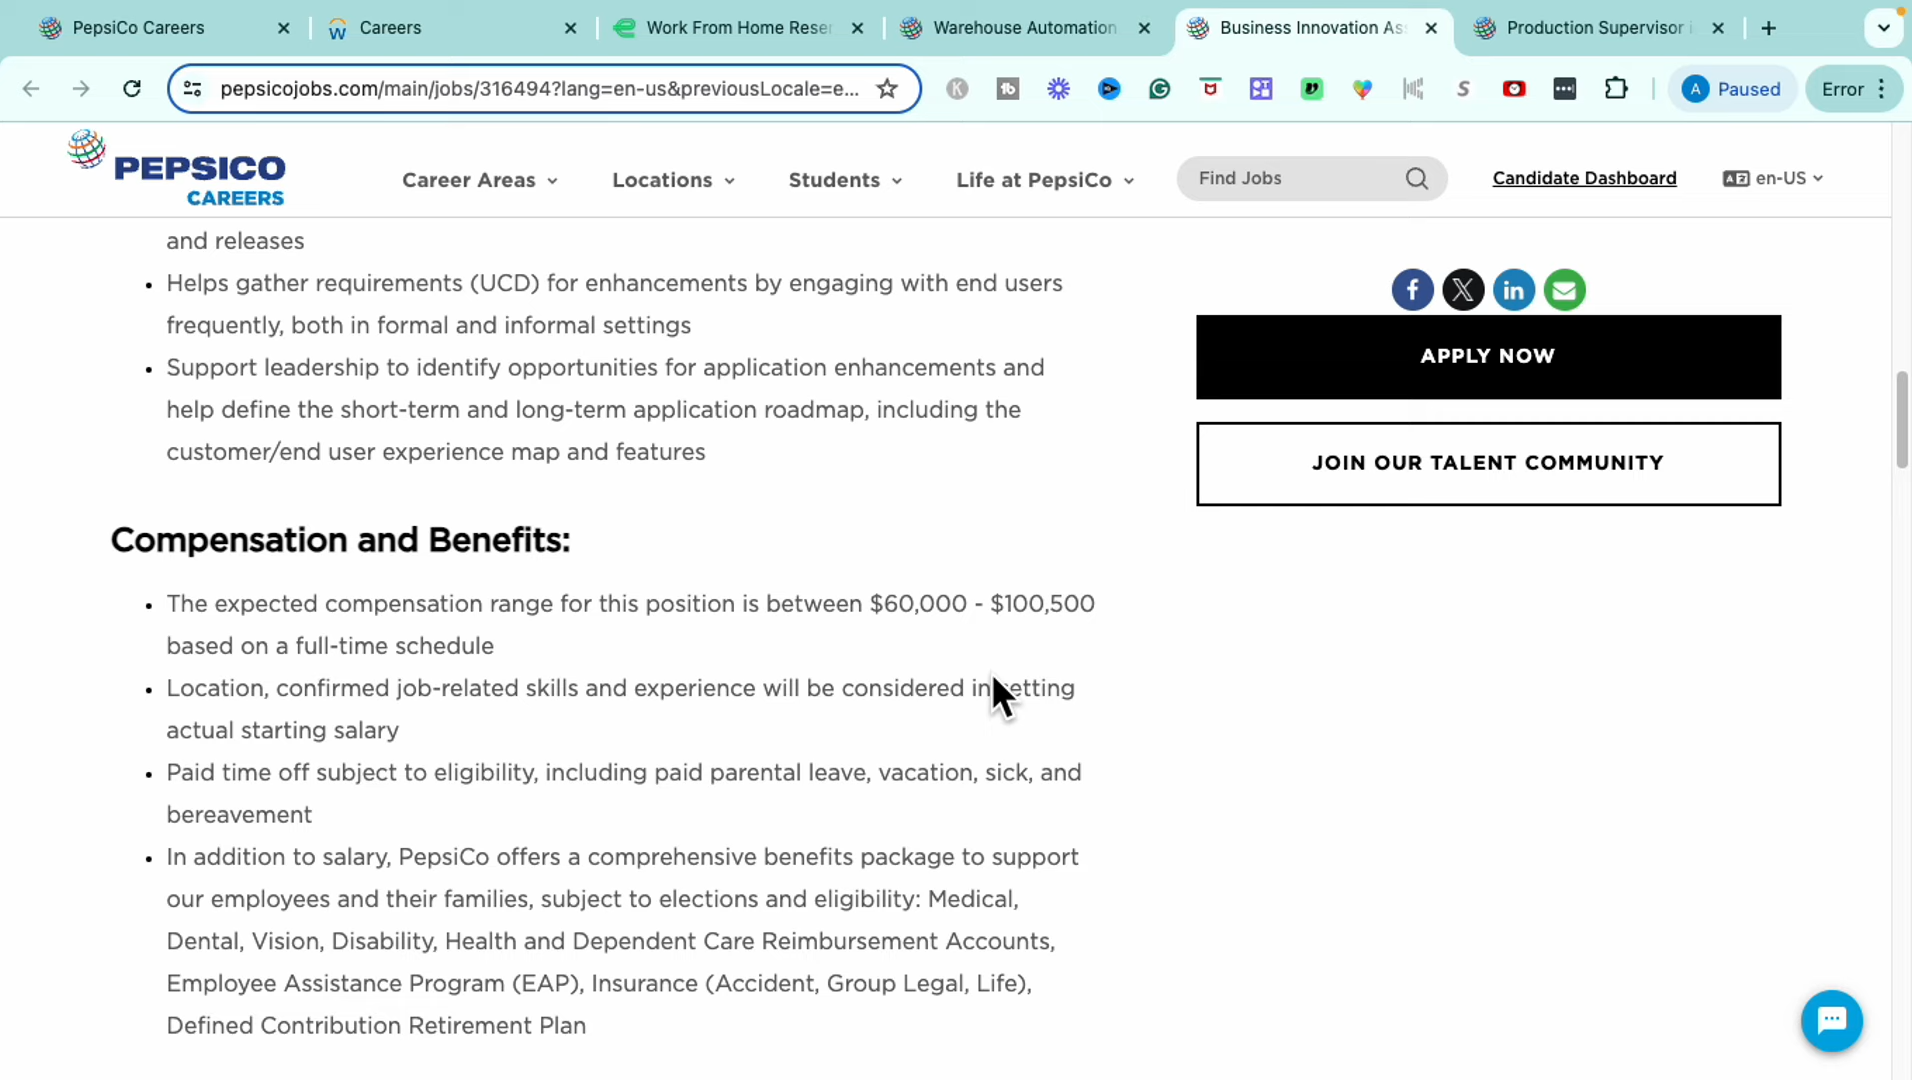 PepsiCo Careers
Careers
Work From Home Reser
Warehouse Automation
Business Innovation Ass
Production Supervisor i
pepsicojobs.com/main/jobs/316494?lang=en-us&previousLocale=e...
A Paused
Error
PEPSICO
CAREERS
Career Areas
Locations
Students
Life at PepsiCo
Find Jobs
Candidate Dashboard
en-US
and releases
• Helps gather requirements (UCD) for enhancements by engaging with end users
frequently, both in formal and informal settings
• Support leadership to identify opportunities for application enhancements and
help define the short-term and long-term application roadmap, including the
customer/end user experience map and features
APPLY NOW
JOIN OUR TALENT COMMUNITY
Compensation and Benefits:
• The expected compensation range for this position is between $60,000 - $100,500
based on a full-time schedule
• Location, confirmed job-related skills and experience will be considered in setting
actual starting salary
• Paid time off subject to eligibility, including paid parental leave, vacation, sick, and
bereavement
• In addition to salary, PepsiCo offers a comprehensive benefits package to support
our employees and their families, subject to elections and eligibility: Medical,
Dental, Vision, Disability, Health and Dependent Care Reimbursement Accounts,
Employee Assistance Program (EAP), Insurance (Accident, Group Legal, Life),
Defined Contribution Retirement Plan